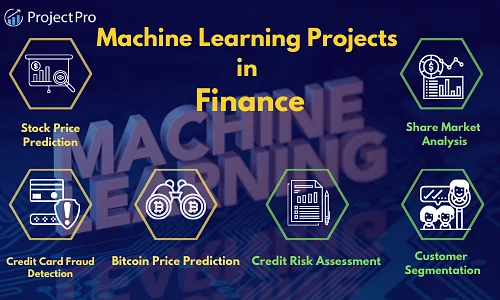 ProjectPro
Machine Learning Projects
in
Finance
Stock Price
Prediction
Share Market
Analysis
MACHINE
LEARNING
Credit Card Fraud
Detection
Bitcoin Price Prediction
Credit Risk Assessment
Customer
Segmentation